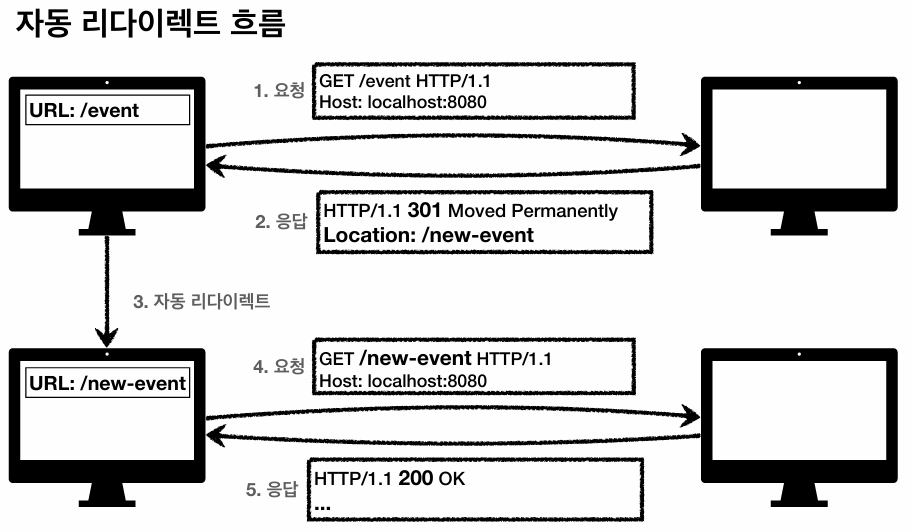 자동 리다이렉트 흐름
URL: /event
1. 요청
GET /event HTTP/1.1
Host: localhost:8080
2. 응답
HTTP/1.1 301 Moved Permanently
Location: /new-event
3. 자동 리다이렉트
URL: /new-event
4. 요청
GET /new-event HTTP/1.1
Host: localhost:8080
5. 응답
HTTP/1.1 200 OK
...